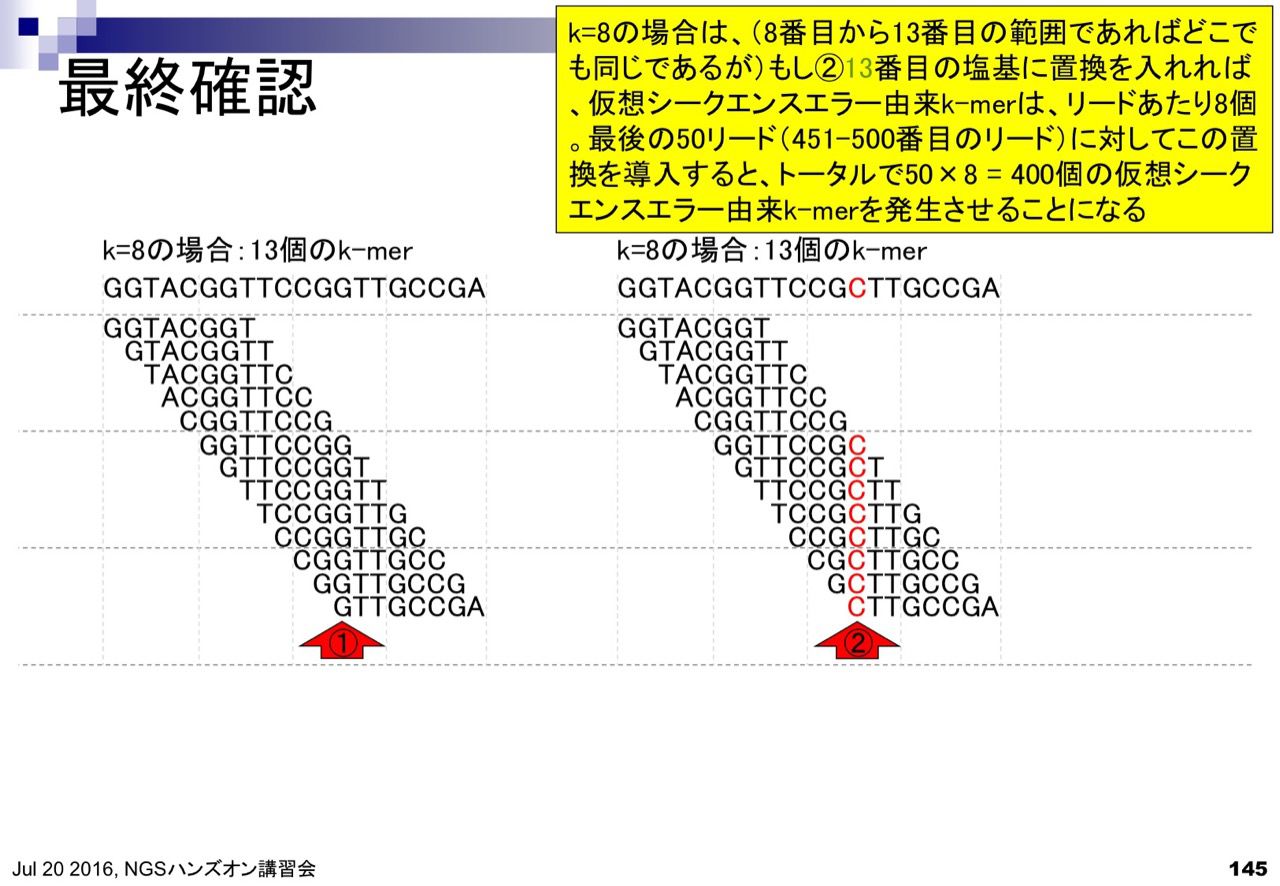 最終確認
k=8の場合は、（8番目から13番目の範囲であればどこで
も同じであるが）もし②13番目の塩基に置換を入れれば
、仮想シークエンスエラー由来k-merは、リードあたり8個
。最後の50リード（451-500番目のリード）に対してこの置
換を導入すると、トータルで50×8 = 400個の仮想シーク
エンスエラー由来k-merを発生させることになる
k=8の場合：13個のk-mer
GGTACGGTTCCGGTTGCCGA
GGTACGGT
GTACGGTT
TACGGTTC
ACGGTTCC
CGGTTCCG
GGTTCCGG
GTTCCGGT
TTCCGGTT
TCCGGTTG
CCGGTTGC
CGGTTGCC
GGTTGCCG
GTTGCCGA
①
k=8の場合：13個のk-mer
GGTACGGTTCCGCTTGCCGA
GGTACGGT
GTACGGTT
TACGGTTC
ACGGTTCC
CGGTTCCG
GGTTCCGC
GTTCCGCT
TTCCGCTT
TCCGCTTG
CCGCTTGC
CGCTTGCC
GCTTGCCG
CTTGCCGA
②
Jul 20 2016, NGSハンズオン講習会
145